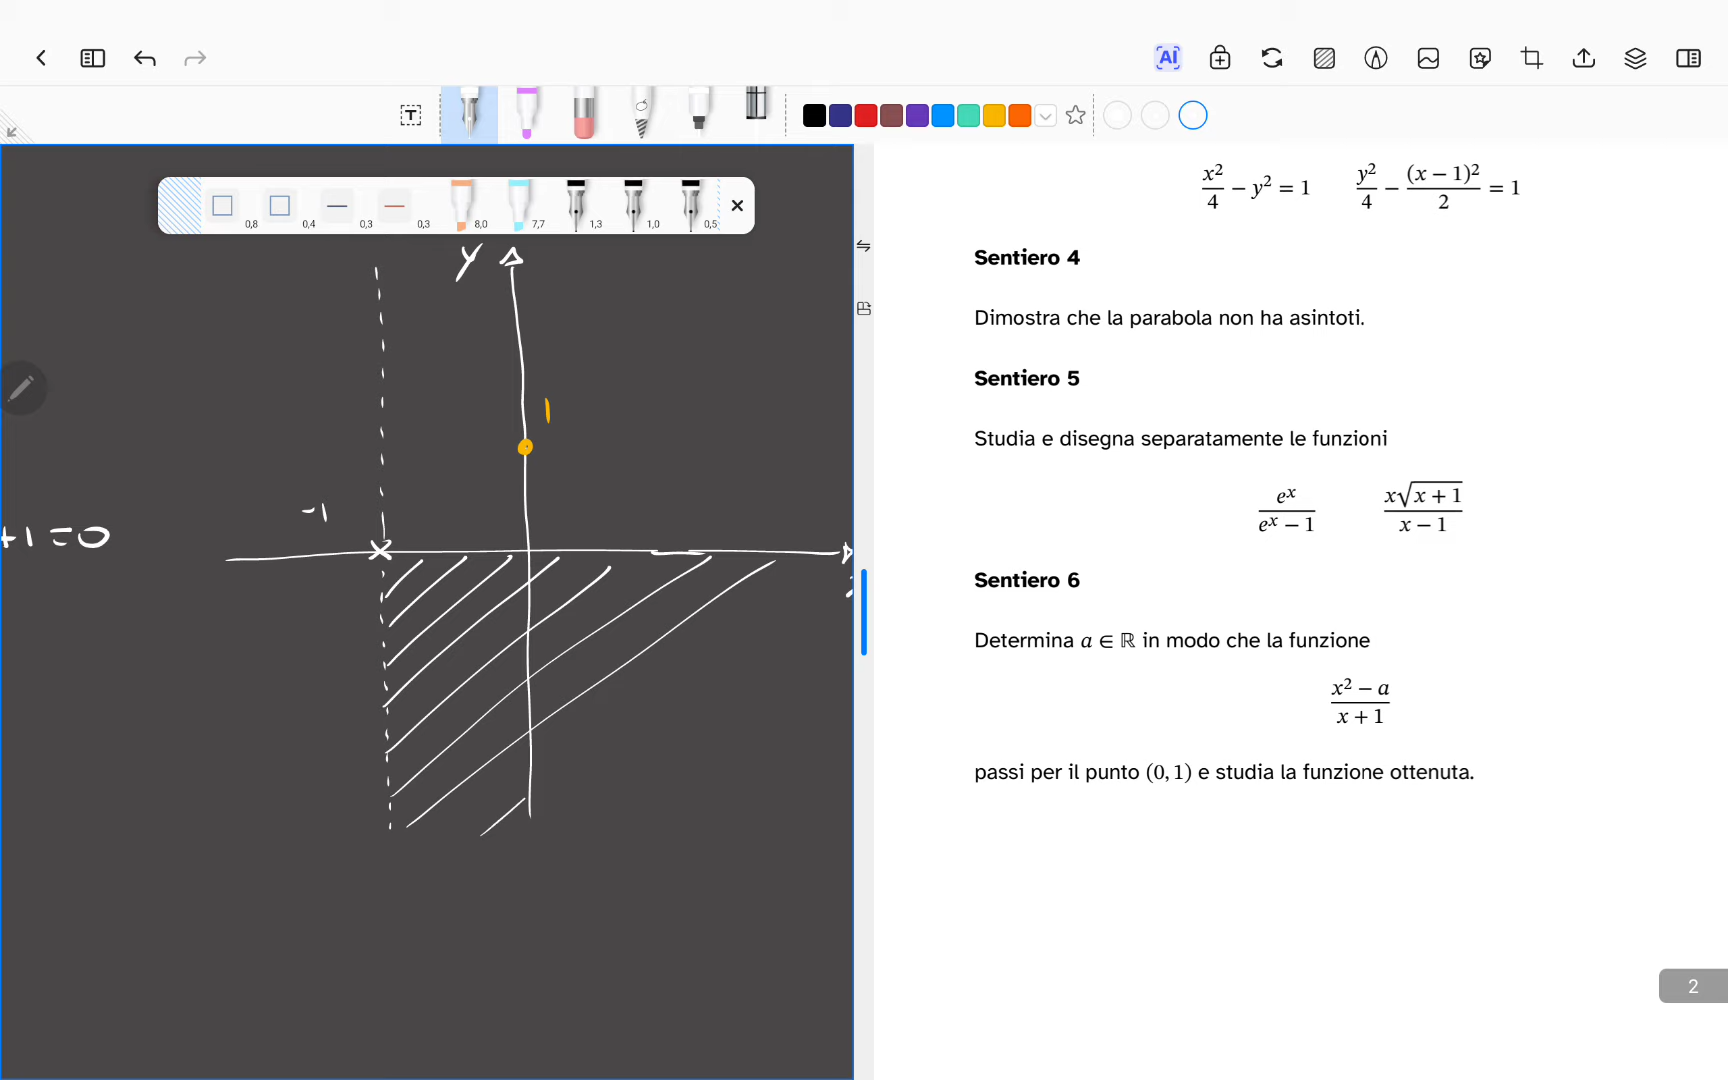 AI
T
0,8 0,4 0,3 0,3 8,0 7,7 1,3 1,0 0,5
y
1
-1
+1=0
x²/4 − y² = 1    y²/4 − (x − 1)²/2 = 1
Sentiero 4
Dimostra che la parabola non ha asintoti.
Sentiero 5
Studia e disegna separatamente le funzioni
eˣ/(eˣ − 1)    x√(x + 1)/(x − 1)
Sentiero 6
Determina a ∈ ℝ in modo che la funzione
(x² − a)/(x + 1)
passi per il punto (0, 1) e studia la funzione ottenuta.
2